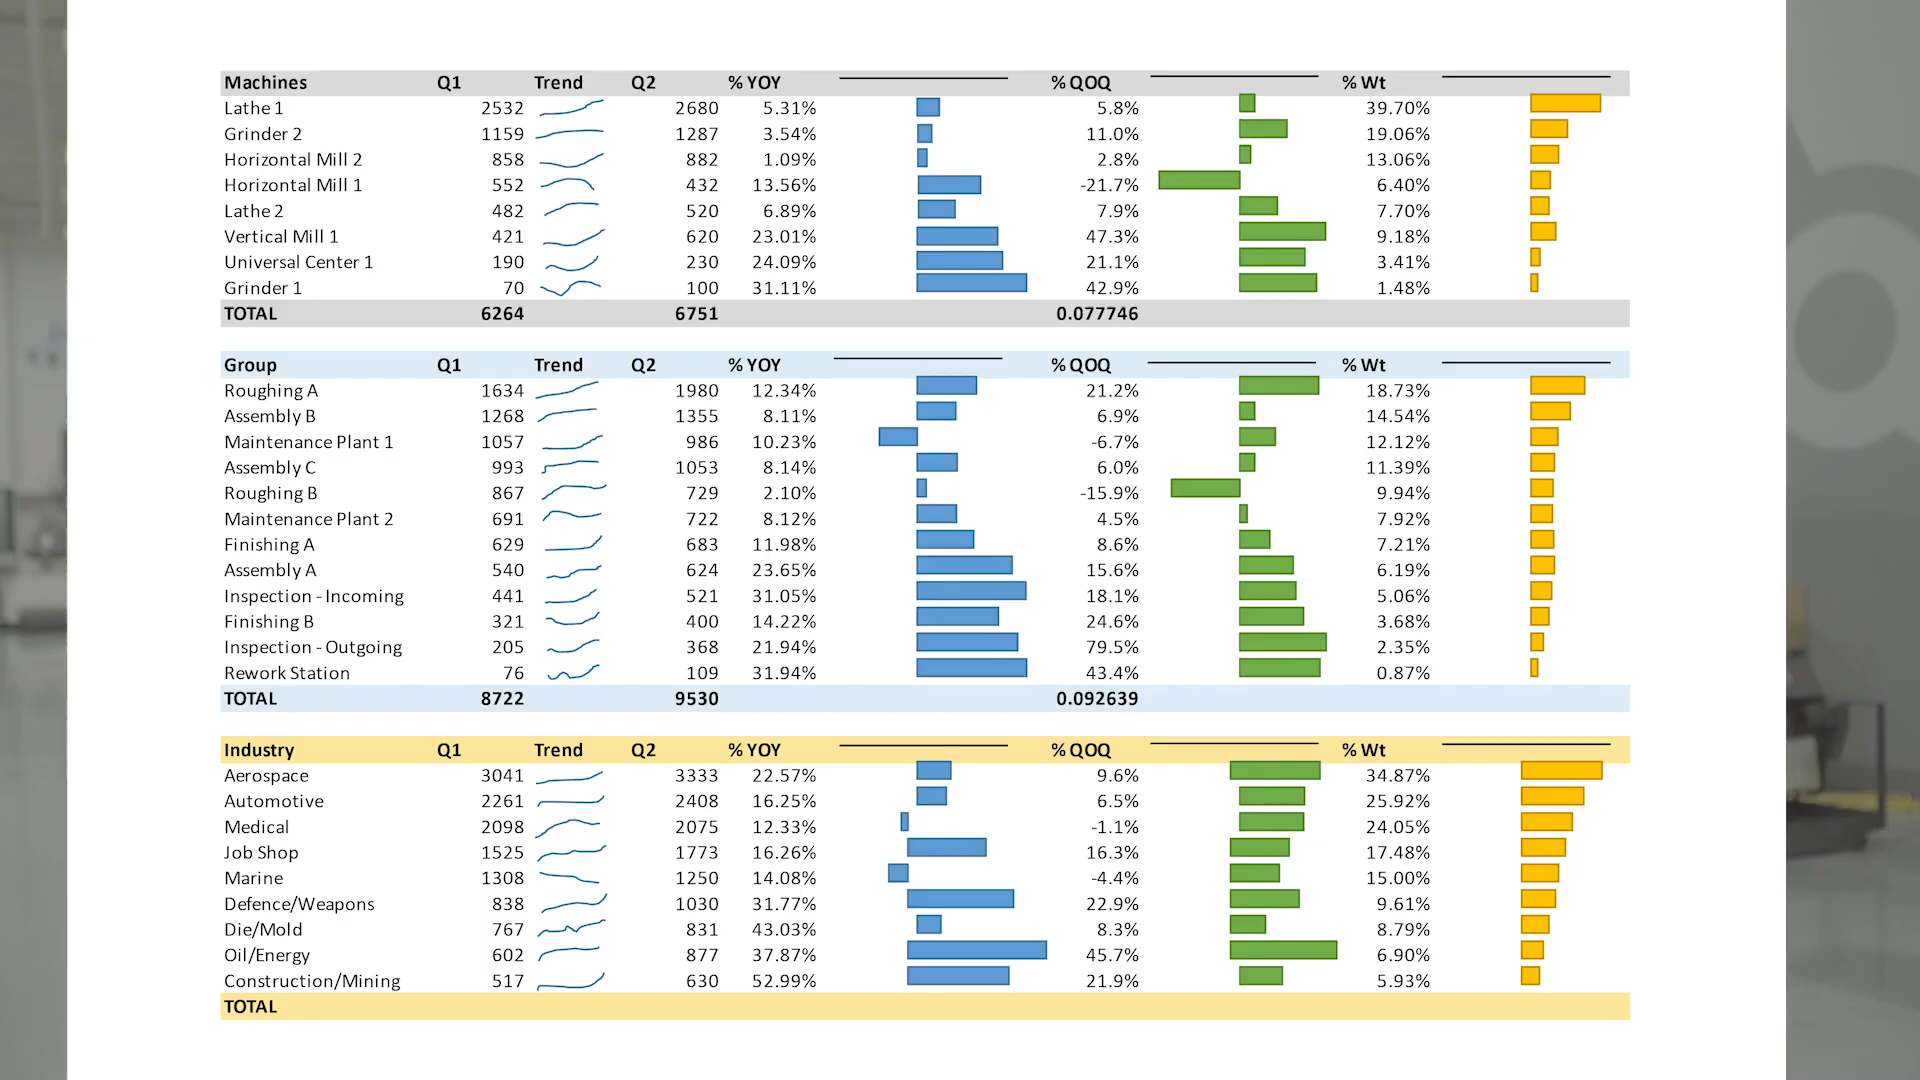 Machines Q1 Trend Q2 % YOY % QOQ % Wt
Lathe 1 2532 2680 5.31% 5.8% 39.70%
Grinder 2 1159 1287 3.54% 11.0% 19.06%
Horizontal Mill 2 858 882 1.09% 2.8% 13.06%
Horizontal Mill 1 552 432 13.56% -21.7% 6.40%
Lathe 2 482 520 6.89% 7.9% 7.70%
Vertical Mill 1 421 620 23.01% 47.3% 9.18%
Universal Center 1 190 230 24.09% 21.1% 3.41%
Grinder 1 70 100 31.11% 42.9% 1.48%
TOTAL 6264 6751 0.077746
Group Q1 Trend Q2 % YOY % QOQ % Wt
Roughing A 1634 1980 12.34% 21.2% 18.73%
Assembly B 1268 1355 8.11% 6.9% 14.54%
Maintenance Plant 1 1057 986 10.23% -6.7% 12.12%
Assembly C 993 1053 8.14% 6.0% 11.39%
Roughing B 867 729 2.10% -15.9% 9.94%
Maintenance Plant 2 691 722 8.12% 4.5% 7.92%
Finishing A 629 683 11.98% 8.6% 7.21%
Assembly A 540 624 23.65% 15.6% 6.19%
Inspection - Incoming 441 521 31.05% 18.1% 5.06%
Finishing B 321 400 14.22% 24.6% 3.68%
Inspection - Outgoing 205 368 21.94% 79.5% 2.35%
Rework Station 76 109 31.94% 43.4% 0.87%
TOTAL 8722 9530 0.092639
Industry Q1 Trend Q2 % YOY % QOQ % Wt
Aerospace 3041 3333 22.57% 9.6% 34.87%
Automotive 2261 2408 16.25% 6.5% 25.92%
Medical 2098 2075 12.33% -1.1% 24.05%
Job Shop 1525 1773 16.26% 16.3% 17.48%
Marine 1308 1250 14.08% -4.4% 15.00%
Defence/Weapons 838 1030 31.77% 22.9% 9.61%
Die/Mold 767 831 43.03% 8.3% 8.79%
Oil/Energy 602 877 37.87% 45.7% 6.90%
Construction/Mining 517 630 52.99% 21.9% 5.93%
TOTAL